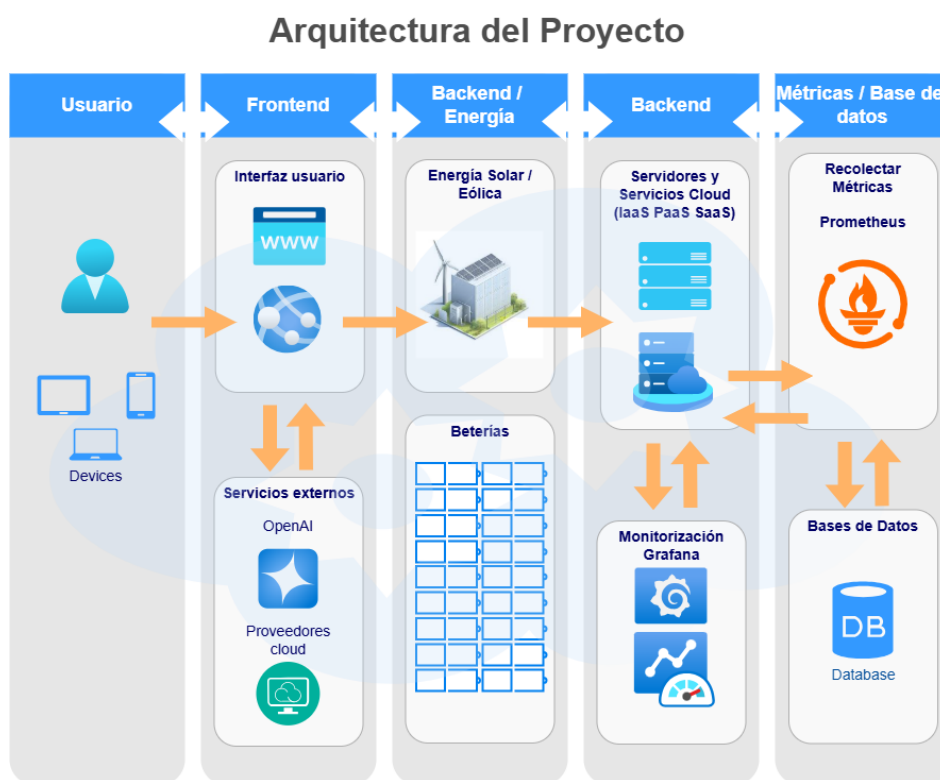 Arquitectura del Proyecto
Usuario
Frontend
Backend /
Energía
Backend
Métricas / Base de
datos
Devices
Interfaz usuario
WWW
Servicios externos
OpenAI
Proveedores
cloud
Energía Solar /
Eólica
Beterías
Servidores y
Servicios Cloud
(IaaS PaaS SaaS)
Monitorización
Grafana
Recolectar
Métricas
Prometheus
Bases de Datos
DB
Database